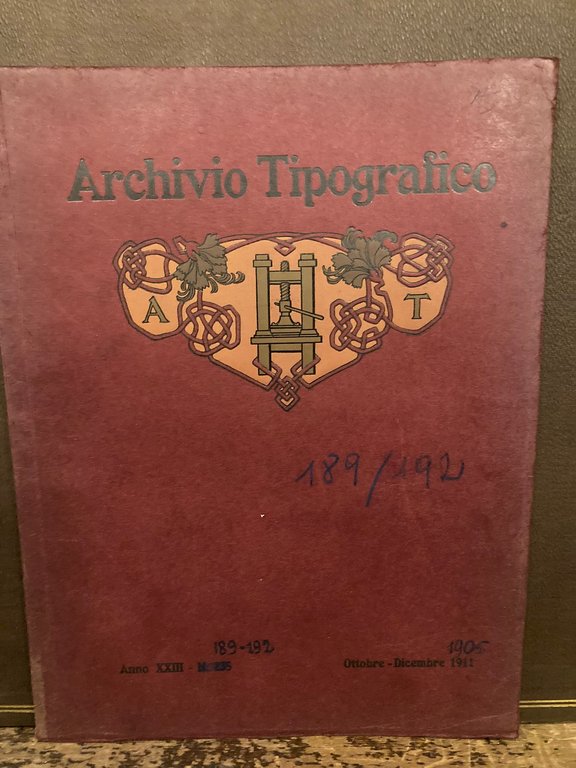 Archivio Tipografico
A T
189/192
189-192 1905
Anno XXIII - Ottobre - Dicembre 1911